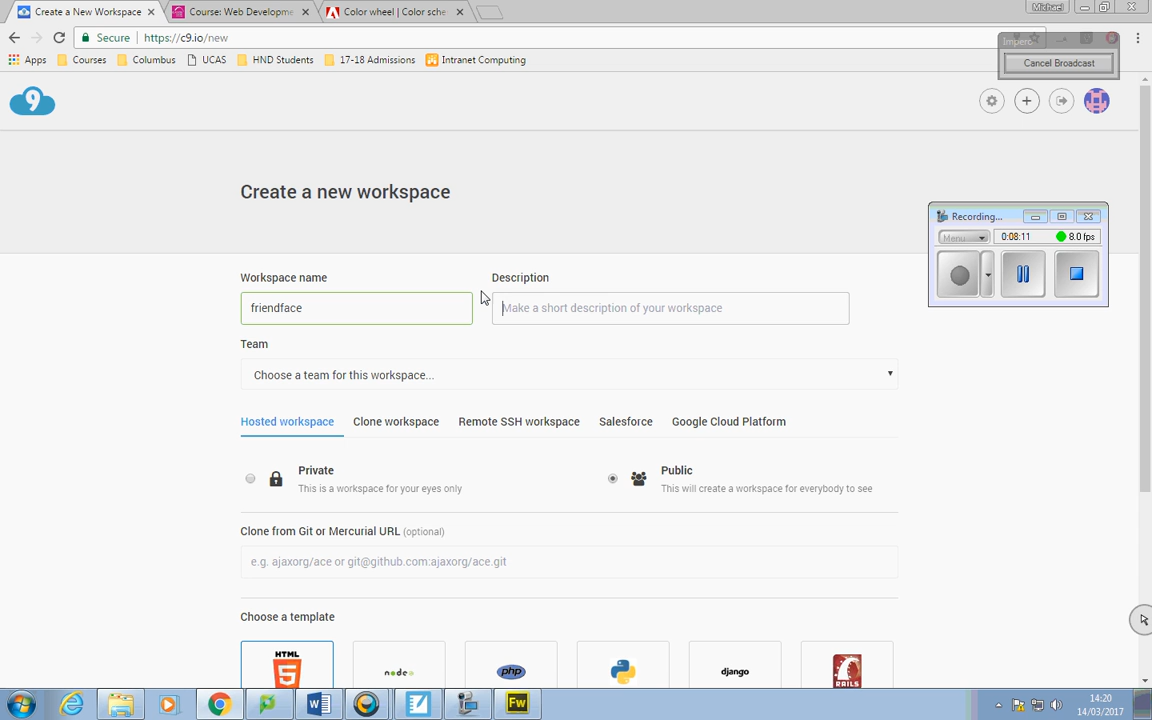 Create a New Workspace
Course: Web Developme
Color wheel | Color sche
Michael
Secure
https://c9.io/new
Impero
Cancel Broadcast
Apps
Courses
Columbus
UCAS
HND Students
17-18 Admissions
Intranet Computing
9
Create a new workspace
Recording...
Menu
0:08:11
8.0 fps
Workspace name
Description
friendface
Make a short description of your workspace
Team
Choose a team for this workspace...
Hosted workspace
Clone workspace
Remote SSH workspace
Salesforce
Google Cloud Platform
Private
This is a workspace for your eyes only
Public
This will create a workspace for everybody to see
Clone from Git or Mercurial URL (optional)
e.g. ajaxorg/ace or git@github.com:ajaxorg/ace.git
Choose a template
HTML
5
node
php
django
RAILS
W
Fw
14:20
14/03/2017